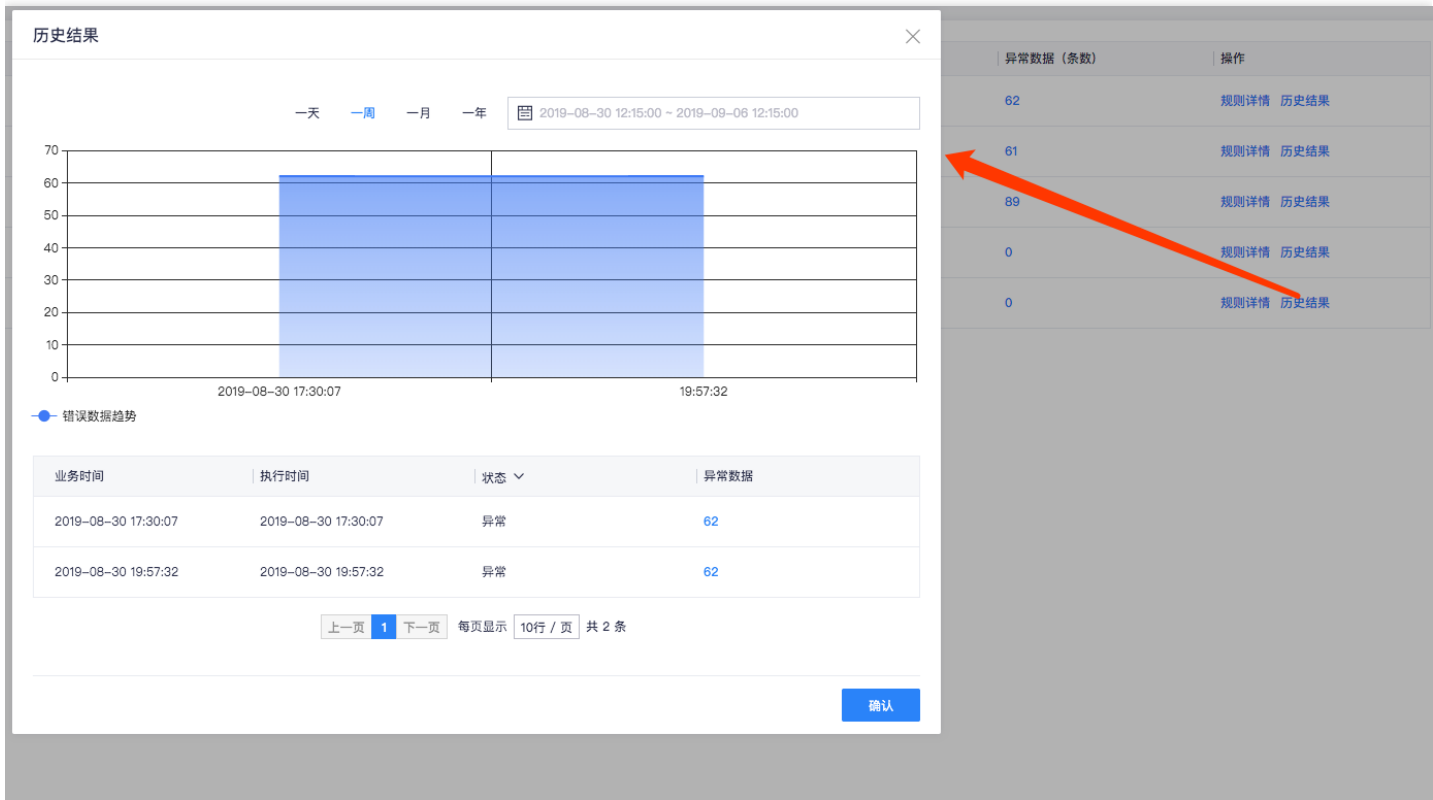 历史结果
一天 一周 一月 一年 2019-08-30 12:15:00 ~ 2019-09-06 12:15:00
70
60
50
40
30
20
10
0
2019-08-30 17:30:07 19:57:32
错误数据趋势
业务时间 执行时间 状态 异常数据
2019-08-30 17:30:07 2019-08-30 17:30:07 异常 62
2019-08-30 19:57:32 2019-08-30 19:57:32 异常 62
上一页 1 下一页 每页显示 10行 / 页 共 2 条
确认
异常数据（条数） 操作
62 规则详情 历史结果
61 规则详情 历史结果
89 规则详情 历史结果
0 规则详情 历史结果
0 规则详情 历史结果